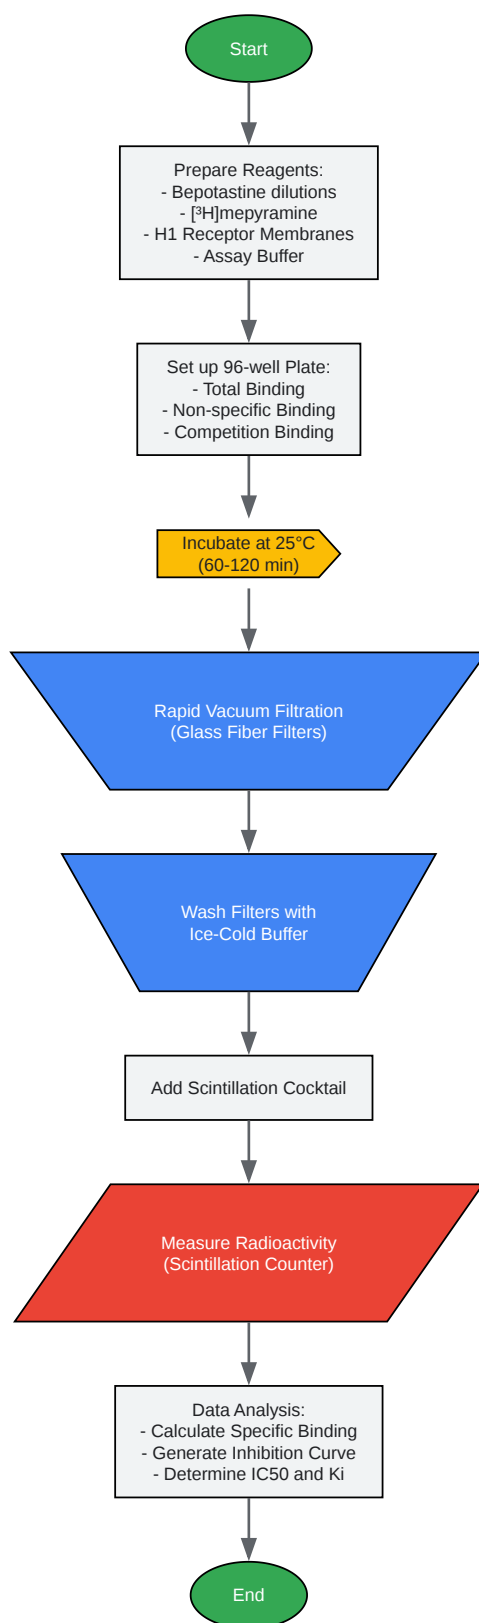 Start
Prepare Reagents:
- Bepotastine dilutions
- [³H]mepyramine
- H1 Receptor Membranes
- Assay Buffer
Set up 96-well Plate:
- Total Binding
- Non-specific Binding
- Competition Binding
Incubate at 25°C
(60-120 min)
Rapid Vacuum Filtration
(Glass Fiber Filters)
Wash Filters with
Ice-Cold Buffer
Add Scintillation Cocktail
Measure Radioactivity
(Scintillation Counter)
Data Analysis:
- Calculate Specific Binding
- Generate Inhibition Curve
- Determine IC50 and Ki
End